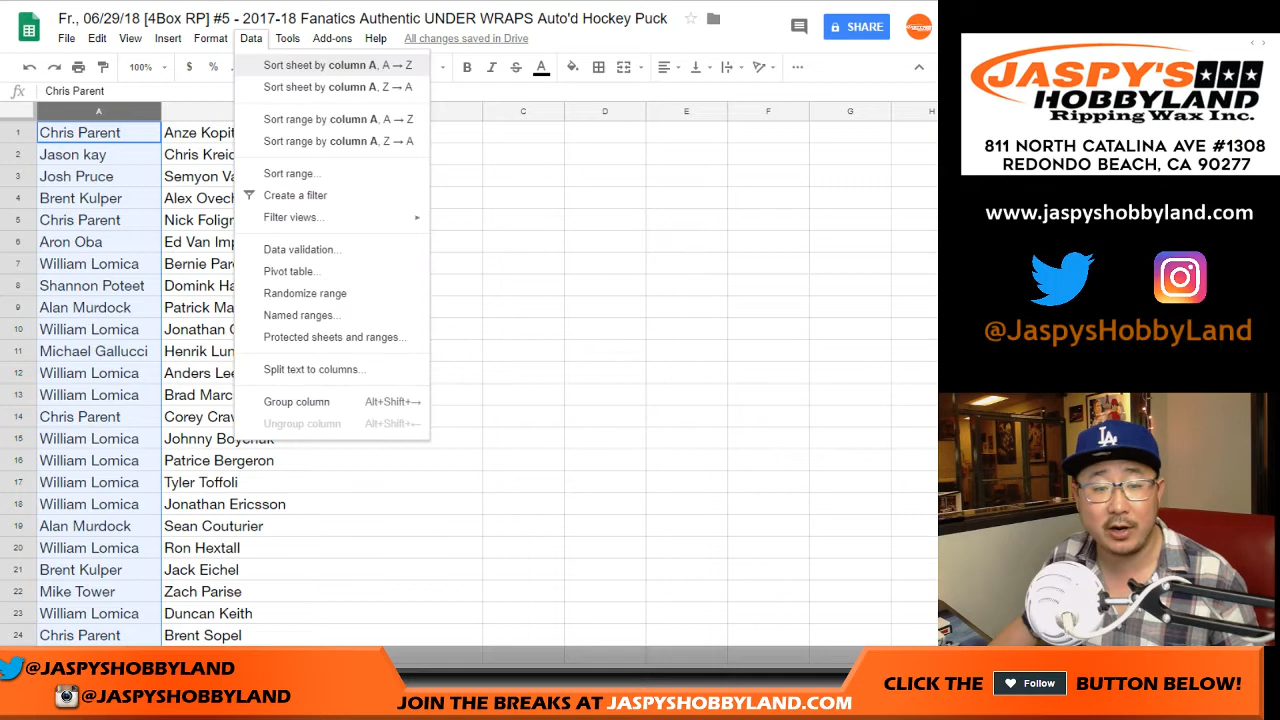 Fr., 06/29/18 [4Box RP] #5 - 2017-18 Fanatics Authentic UNDER WRAPS Auto'd Hockey Puck
File Edit View Insert Data Tools Add-ons Help All changes saved in Drive
SHARE
100% $ %
B I A
fx Chris Parent
A C D E F G H
1 Chris Parent Anze Kopit
2 Jason kay Chris Kreid
3 Josh Pruce Semyon Va
4 Brent Kulper Alex Ovech
5 Chris Parent Nick Folign
6 Aron Oba Ed Van Imp
7 William Lomica Bernie Par
8 Shannon Poteet Domink Ha
9 Alan Murdock Patrick Ma
10 William Lomica Jonathan
11 Michael Gallucci Henrik Lun
12 William Lomica Anders Lee
13 William Lomica Brad Marc
14 Chris Parent Corey Cra
15 William Lomica Johnny Boychuk
16 William Lomica Patrice Bergeron
17 William Lomica Tyler Toffoli
18 William Lomica Jonathan Ericsson
19 Alan Murdock Sean Couturier
20 William Lomica Ron Hextall
21 Brent Kulper Jack Eichel
22 Mike Tower Zach Parise
23 William Lomica Duncan Keith
24 Chris Parent Brent Sopel
Sort sheet by column A, A → Z
Sort sheet by column A, Z → A
Sort range by column A, A → Z
Sort range by column A, Z → A
Sort range...
Create a filter
Filter views...
Data validation...
Pivot table...
Randomize range
Named ranges...
Protected sheets and ranges...
Split text to columns...
Group column Alt+Shift+→
Ungroup column Alt+Shift+←
JASPY'S
HOBBYLAND
Ripping Wax Inc.
811 NORTH CATALINA AVE #1308
REDONDO BEACH, CA 90277
www.jaspyshobbyland.com
@JaspysHobbyLand
LA
@JASPYSHOBBYLAND
@JASPYSHOBBYLAND
JOIN THE BREAKS AT JASPYSHOBBYLAND.COM
CLICK THE Follow BUTTON BELOW!